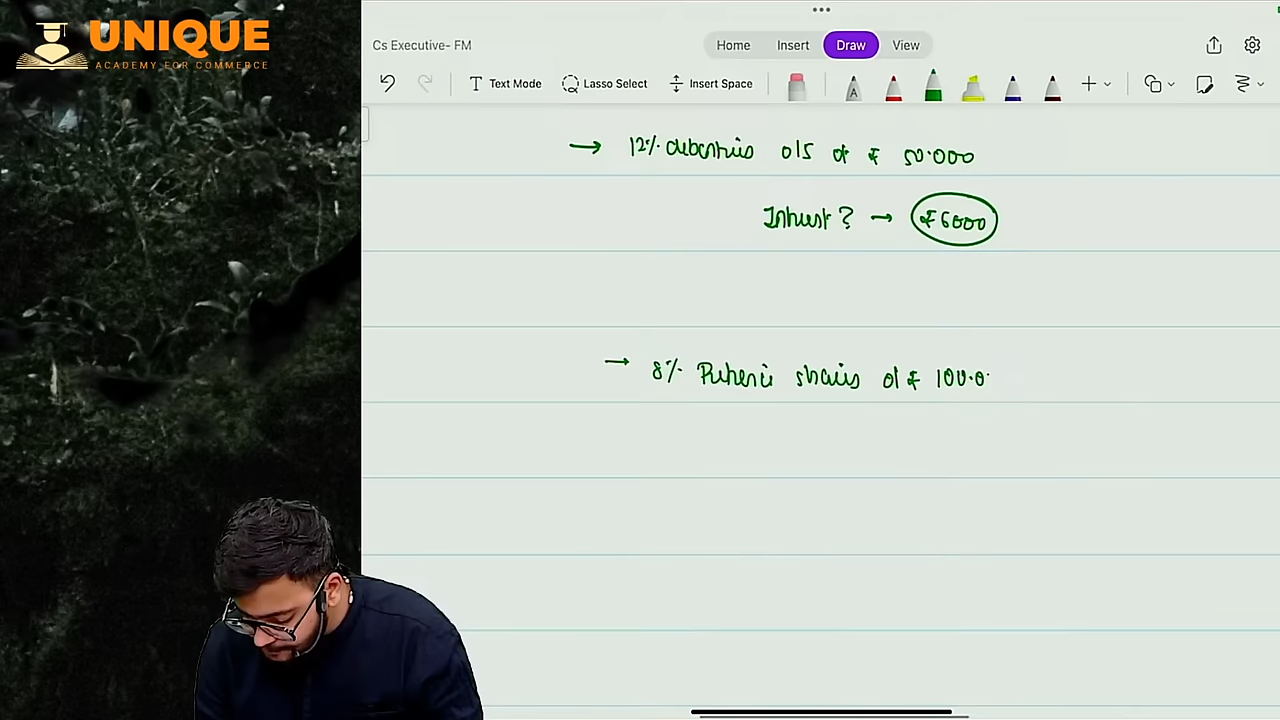 UNIQUE
ACADEMY FOR COMMERCE
Cs Executive- FM
Home Insert Draw View
Text Mode Lasso Select Insert Space
A
→ 12% debentures o/s of ₹ 50.000
Interest? → ₹6000
→ 8% shares of ₹ 100.0